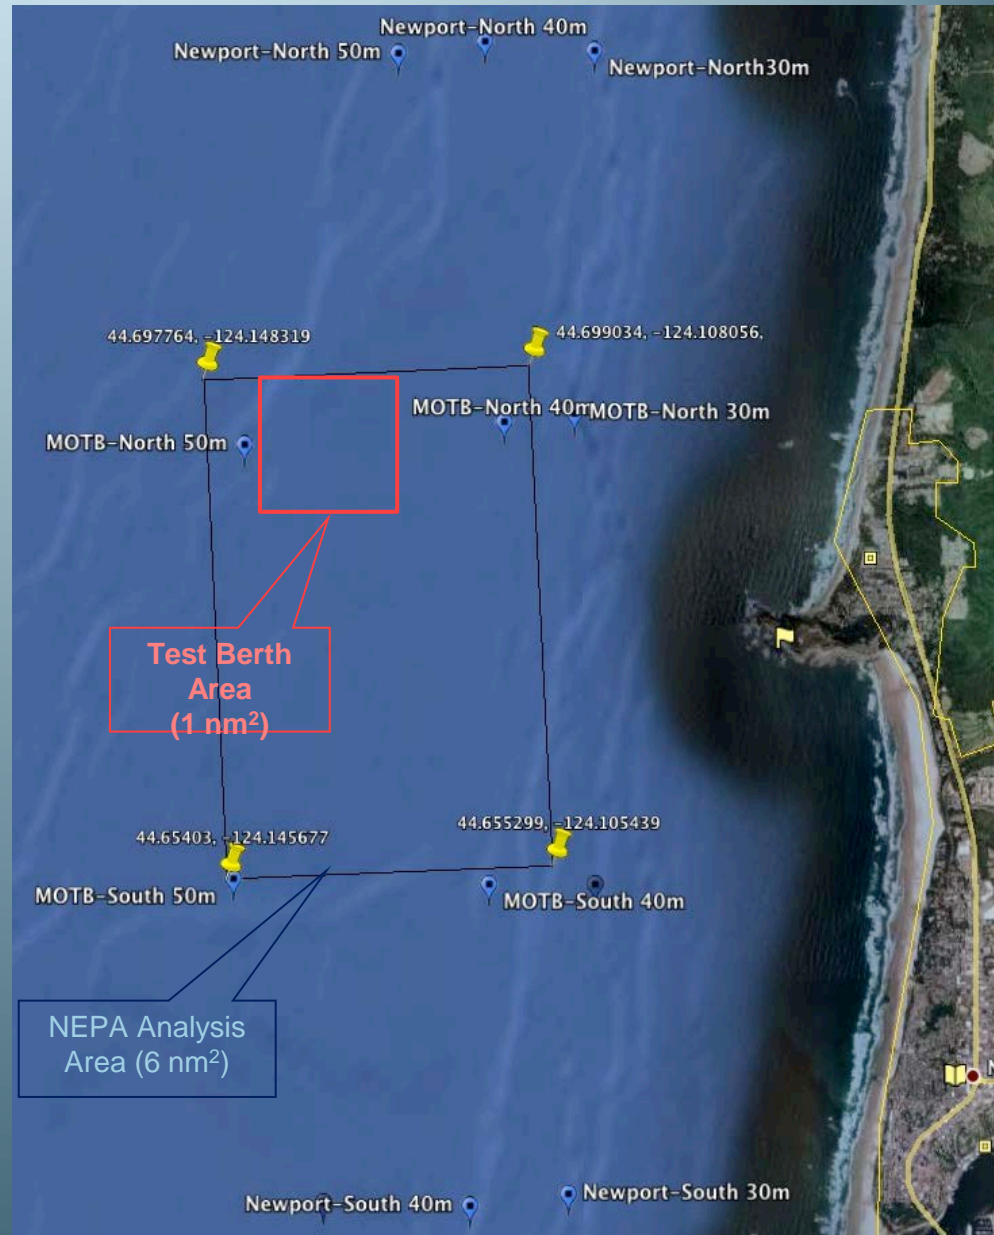 Newport-North 40m
Newport-North 50m
Newport-North30m
44.697764, -124.148319
44.699034, -124.108056,
MOTB-North 40m
MOTB-North 30m
MOTB-North 50m
Test Berth
Area
(1 nm²)
44.65403, -124.145677
44.655299, -124.105439
MOTB-South 50m
MOTB-South 40m
NEPA Analysis
Area (6 nm²)
Newport-South 40m
Newport-South 30m